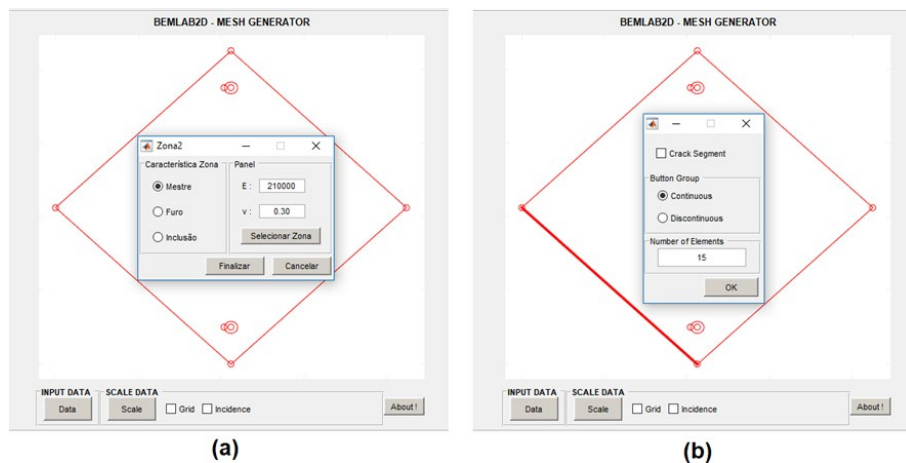 BEMLAB2D - MESH GENERATOR
Zona2
Característica Zona
Mestre
Furo
Inclusão
Panel
E :
210000
v :
0.30
Selecionar Zona
Finalizar
Cancelar
INPUT DATA
Data
SCALE DATA
Scale
Grid
Incidence
About !
(a)
BEMLAB2D - MESH GENERATOR
Crack Segment
Button Group
Continuous
Discontinuous
Number of Elements
15
OK
INPUT DATA
Data
SCALE DATA
Scale
Grid
Incidence
About !
(b)